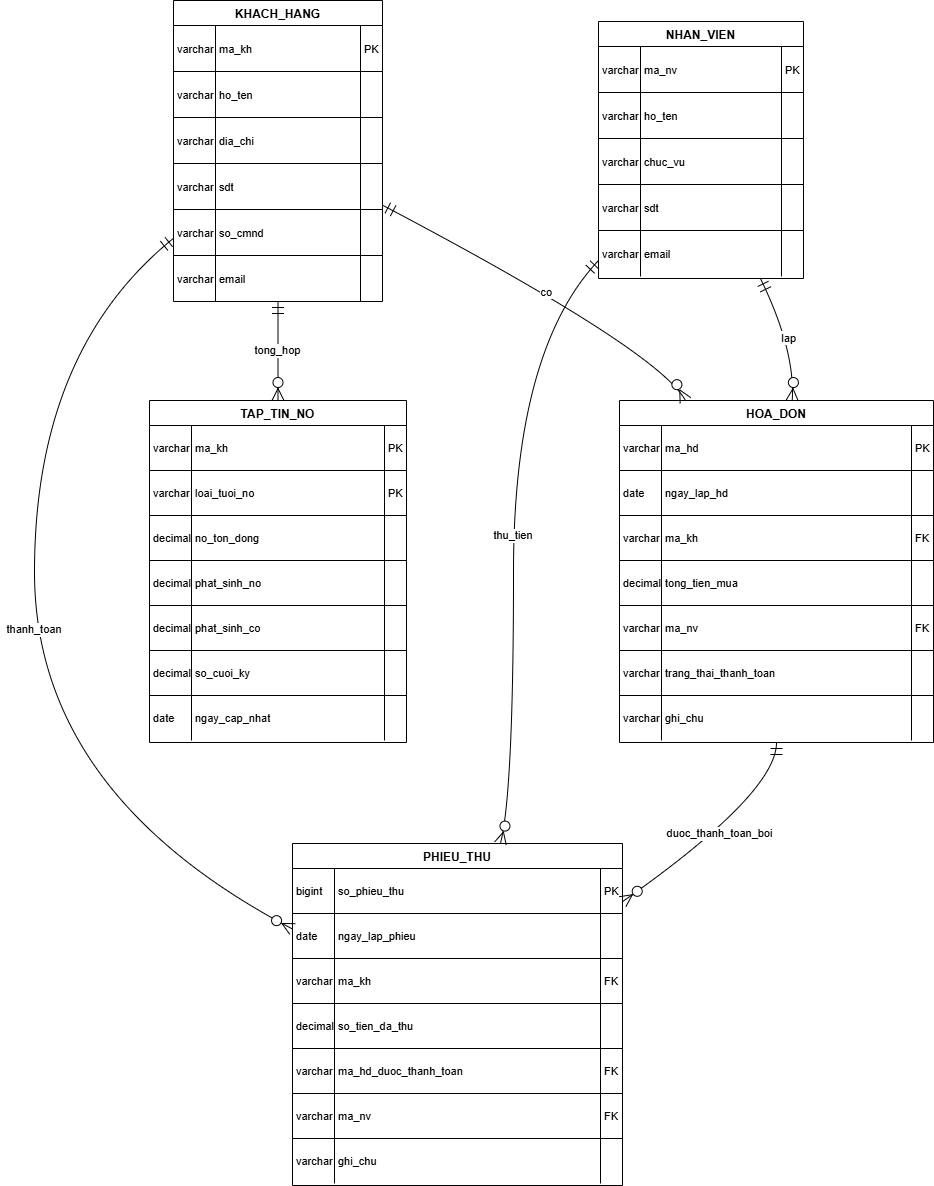 KHACH_HANG
varchar ma_kh PK
varchar ho_ten
varchar dia_chi
varchar sdt
varchar so_cmnd
varchar email
NHAN_VIEN
varchar ma_nv PK
varchar ho_ten
varchar chuc_vu
varchar sdt
varchar email
co
lap
tong_hop
TAP_TIN_NO
varchar ma_kh PK
varchar loai_tuoi_no PK
decimal no_ton_dong
decimal phat_sinh_no
decimal phat_sinh_co
decimal so_cuoi_ky
date ngay_cap_nhat
thu_tien
HOA_DON
varchar ma_hd PK
date ngay_lap_hd
varchar ma_kh FK
decimal tong_tien_mua
varchar ma_nv FK
varchar trang_thai_thanh_toan
varchar ghi_chu
thanh_toan
duoc_thanh_toan_boi
PHIEU_THU
bigint so_phieu_thu PK
date ngay_lap_phieu
varchar ma_kh FK
decimal so_tien_da_thu
varchar ma_hd_duoc_thanh_toan FK
varchar ma_nv FK
varchar ghi_chu